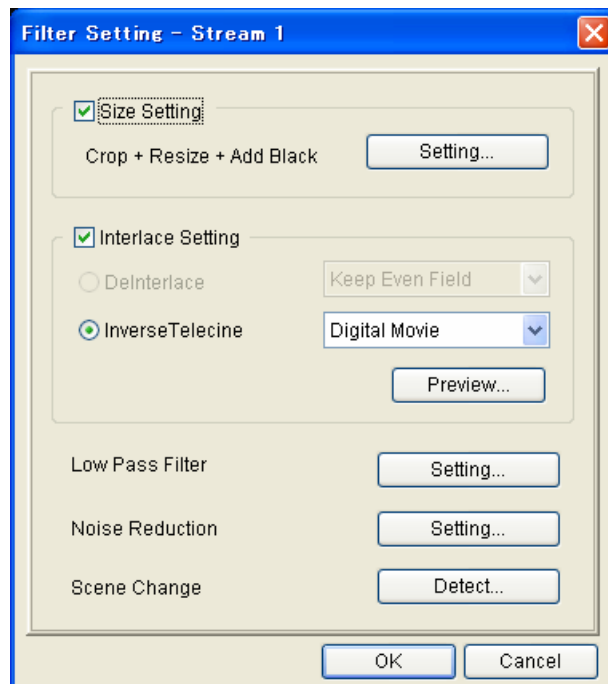 Filter Setting - Stream 1
Size Setting
Crop + Resize + Add Black
Setting...
Interlace Setting
DeInterlace
Keep Even Field
InverseTelecine
Digital Movie
Preview...
Low Pass Filter
Setting...
Noise Reduction
Setting...
Scene Change
Detect...
OK
Cancel